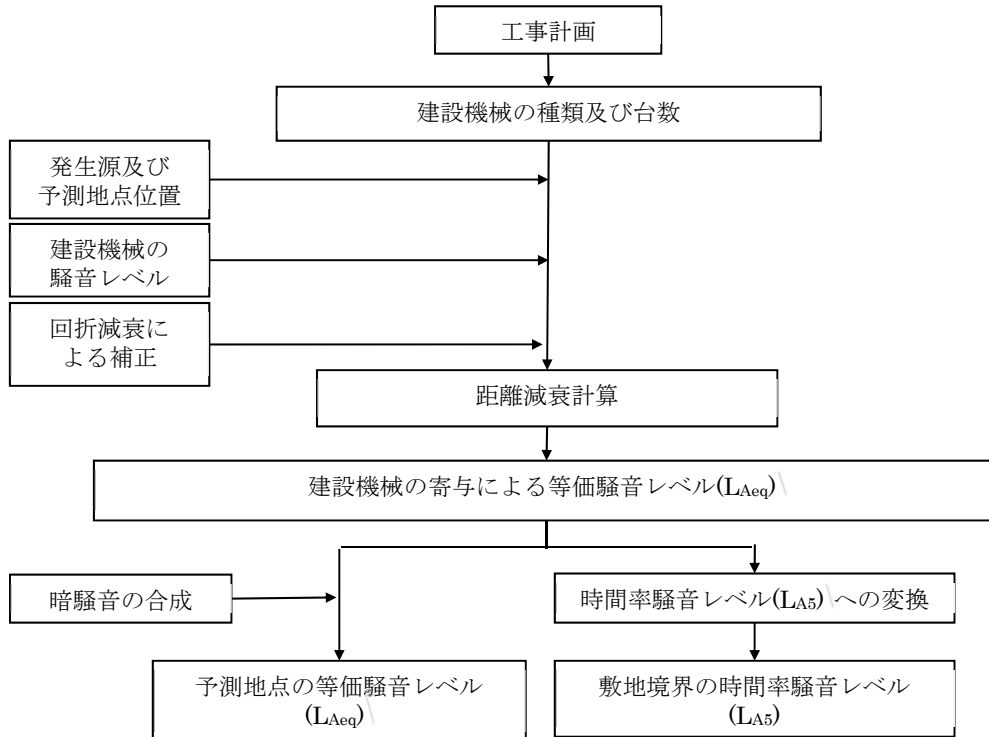 工事計画
建設機械の種類及び台数
発生源及び
予測地点位置
建設機械の
騒音レベル
回折減衰に
よる補正
距離減衰計算
建設機械の寄与による等価騒音レベル(LAeq)
暗騒音の合成
時間率騒音レベル(LA5) への変換
予測地点の等価騒音レベル
(LAeq)
敷地境界の時間率騒音レベル
(LA5)